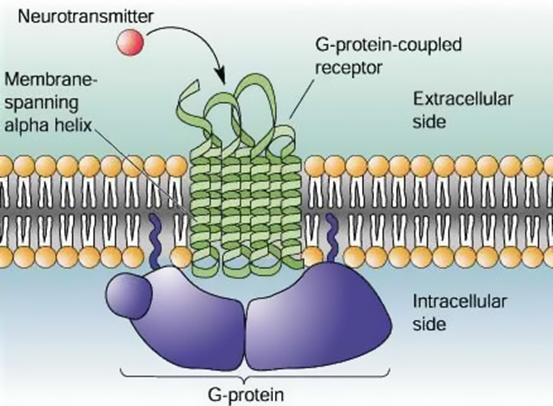 Neurotransmitter
G-protein-coupled
receptor
Membrane-
spanning
alpha helix
Extracellular
side
Intracellular
side
G-protein